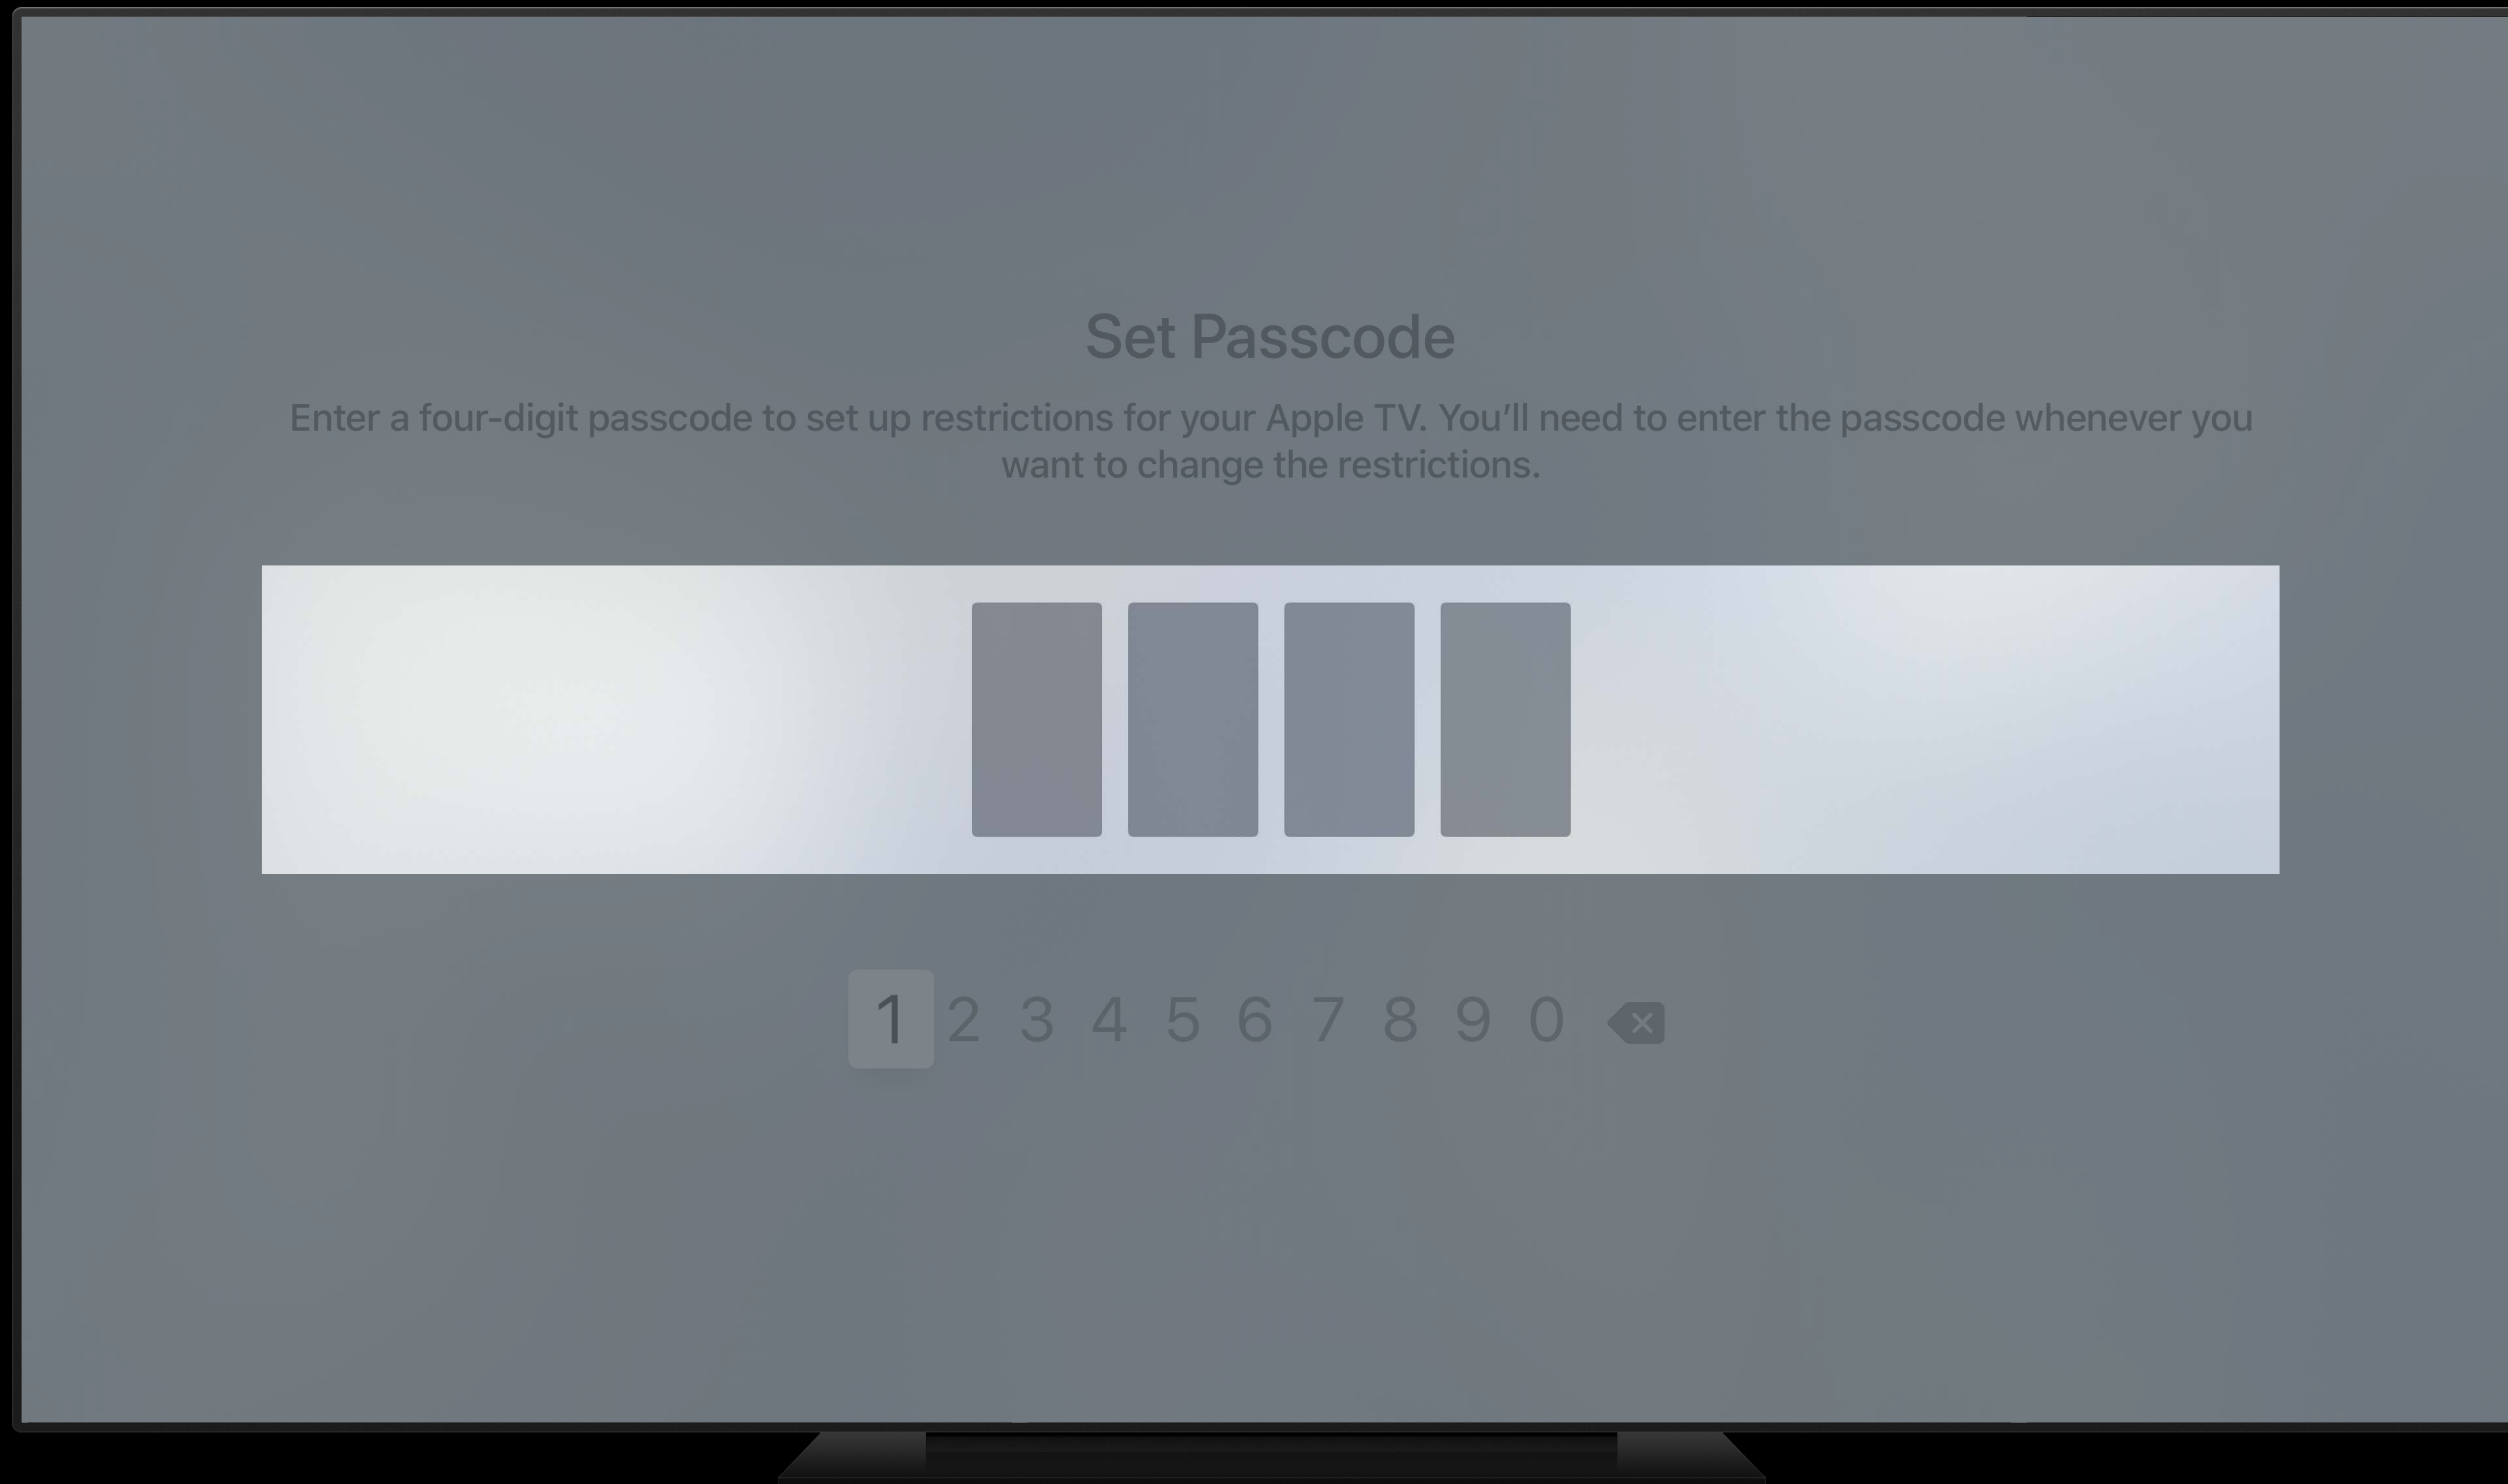 Set Passcode
Enter a four-digit passcode to set up restrictions for your Apple TV. You’ll need to enter the passcode whenever you
want to change the restrictions.
1 2 3 4 5 6 7 8 9 0